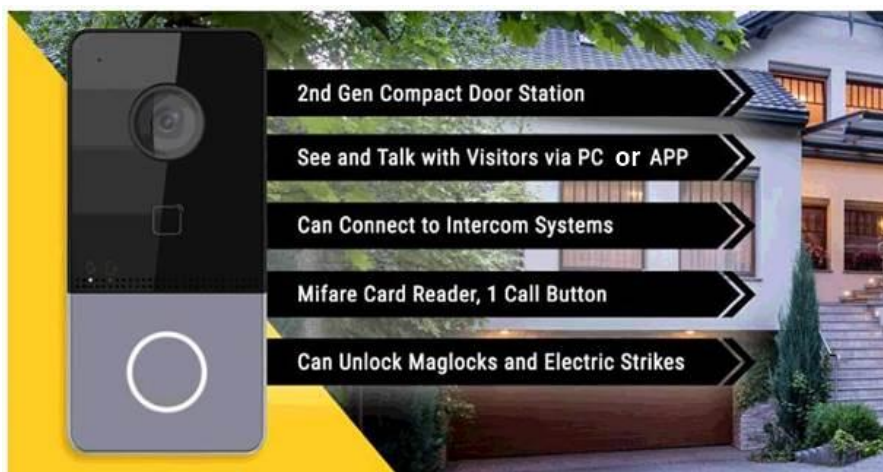 2nd Gen Compact Door Station
See and Talk with Visitors via PC or APP
Can Connect to Intercom Systems
Mifare Card Reader, 1 Call Button
Can Unlock Maglocks and Electric Strikes